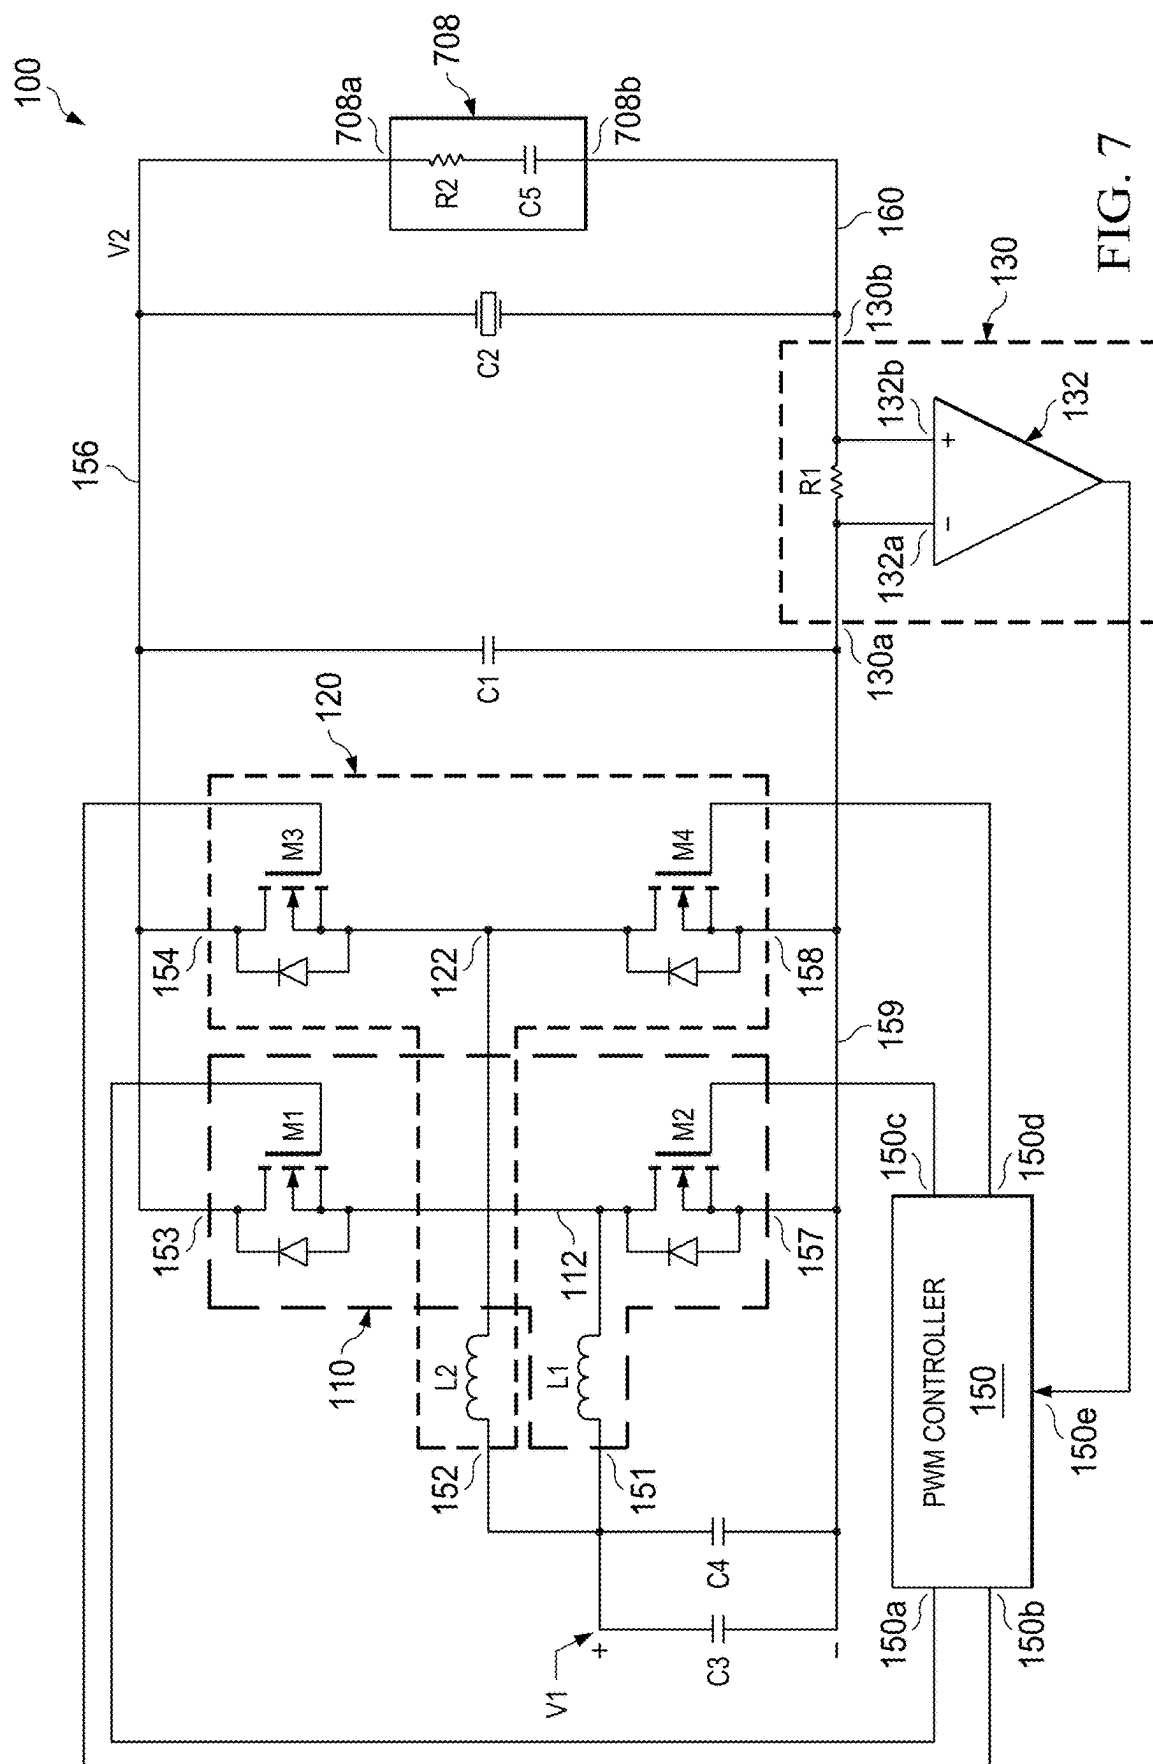 100
V2
156
708a
708
R2
C5
708b
C2
120
C1
154
M3
153
M1
122
110
L2
112
L1
152
151
M4
158
M2
157
159
160
V1
+
C3
C4
−
130a
130b
130
R1
132a
132b
−
+
132
150a
150b
150c
150d
PWM CONTROLLER
150
150e
FIG. 7